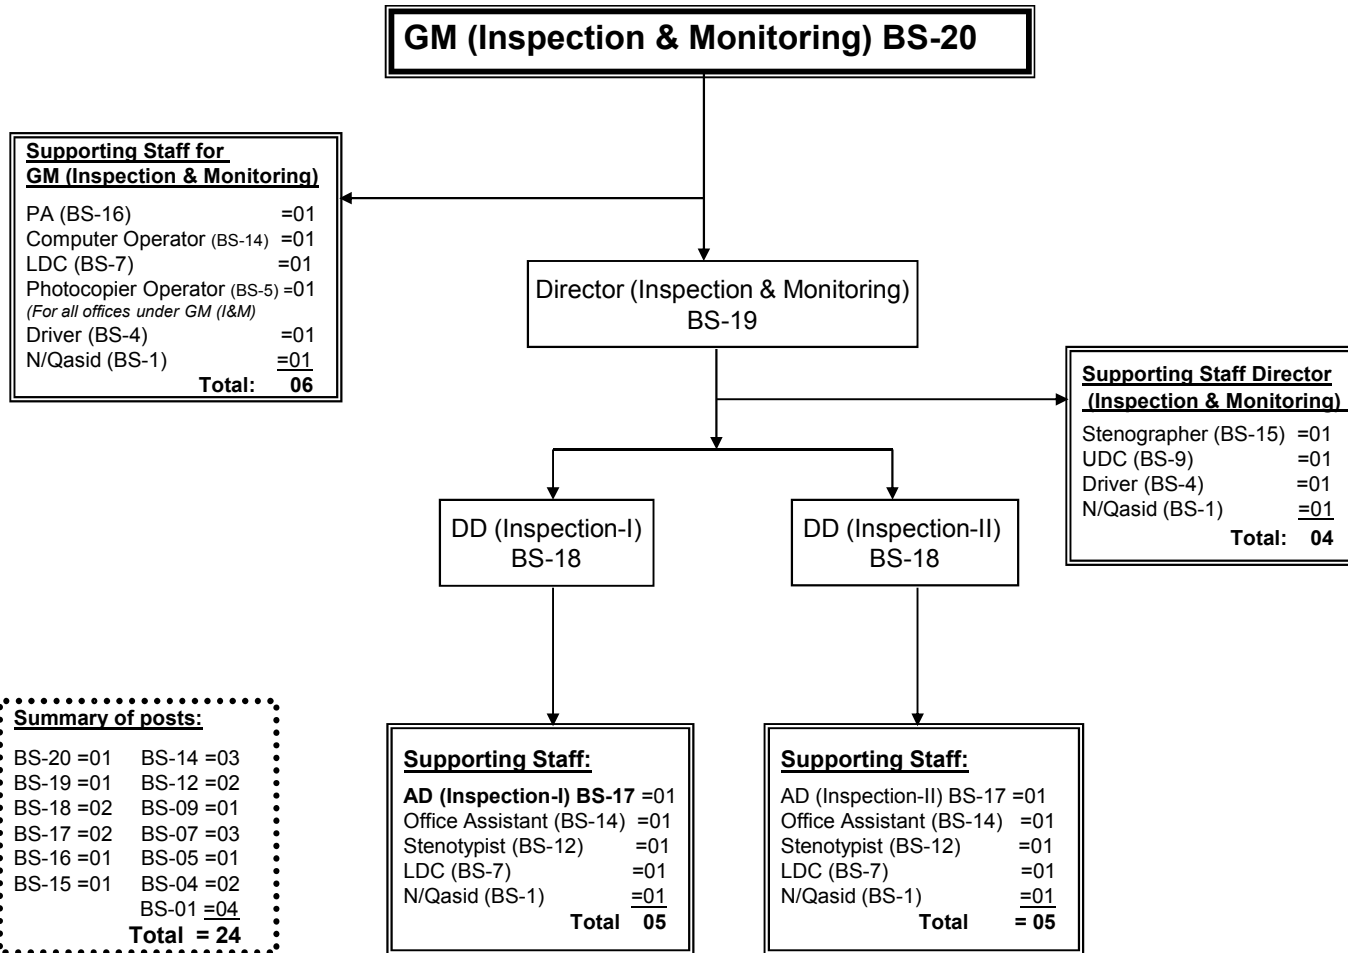 GM (Inspection & Monitoring) BS-20
Supporting Staff for
GM (Inspection & Monitoring)
PA (BS-16) =01
Computer Operator (BS-14) =01
LDC (BS-7) =01
Photocopier Operator (BS-5) =01
(For all offices under GM (I&M)
Driver (BS-4) =01
N/Qasid (BS-1) =01
Total: 06
Director (Inspection & Monitoring)
BS-19
Supporting Staff Director
(Inspection & Monitoring)
Stenographer (BS-15) =01
UDC (BS-9) =01
Driver (BS-4) =01
N/Qasid (BS-1) =01
Total: 04
DD (Inspection-I)
BS-18
DD (Inspection-II)
BS-18
Summary of posts:
BS-20 =01 BS-14 =03
BS-19 =01 BS-12 =02
BS-18 =02 BS-09 =01
BS-17 =02 BS-07 =03
BS-16 =01 BS-05 =01
BS-15 =01 BS-04 =02
BS-01 =04
Total = 24
Supporting Staff:
AD (Inspection-I) BS-17 =01
Office Assistant (BS-14) =01
Stenotypist (BS-12) =01
LDC (BS-7) =01
N/Qasid (BS-1) =01
Total 05
Supporting Staff:
AD (Inspection-II) BS-17 =01
Office Assistant (BS-14) =01
Stenotypist (BS-12) =01
LDC (BS-7) =01
N/Qasid (BS-1) =01
Total = 05